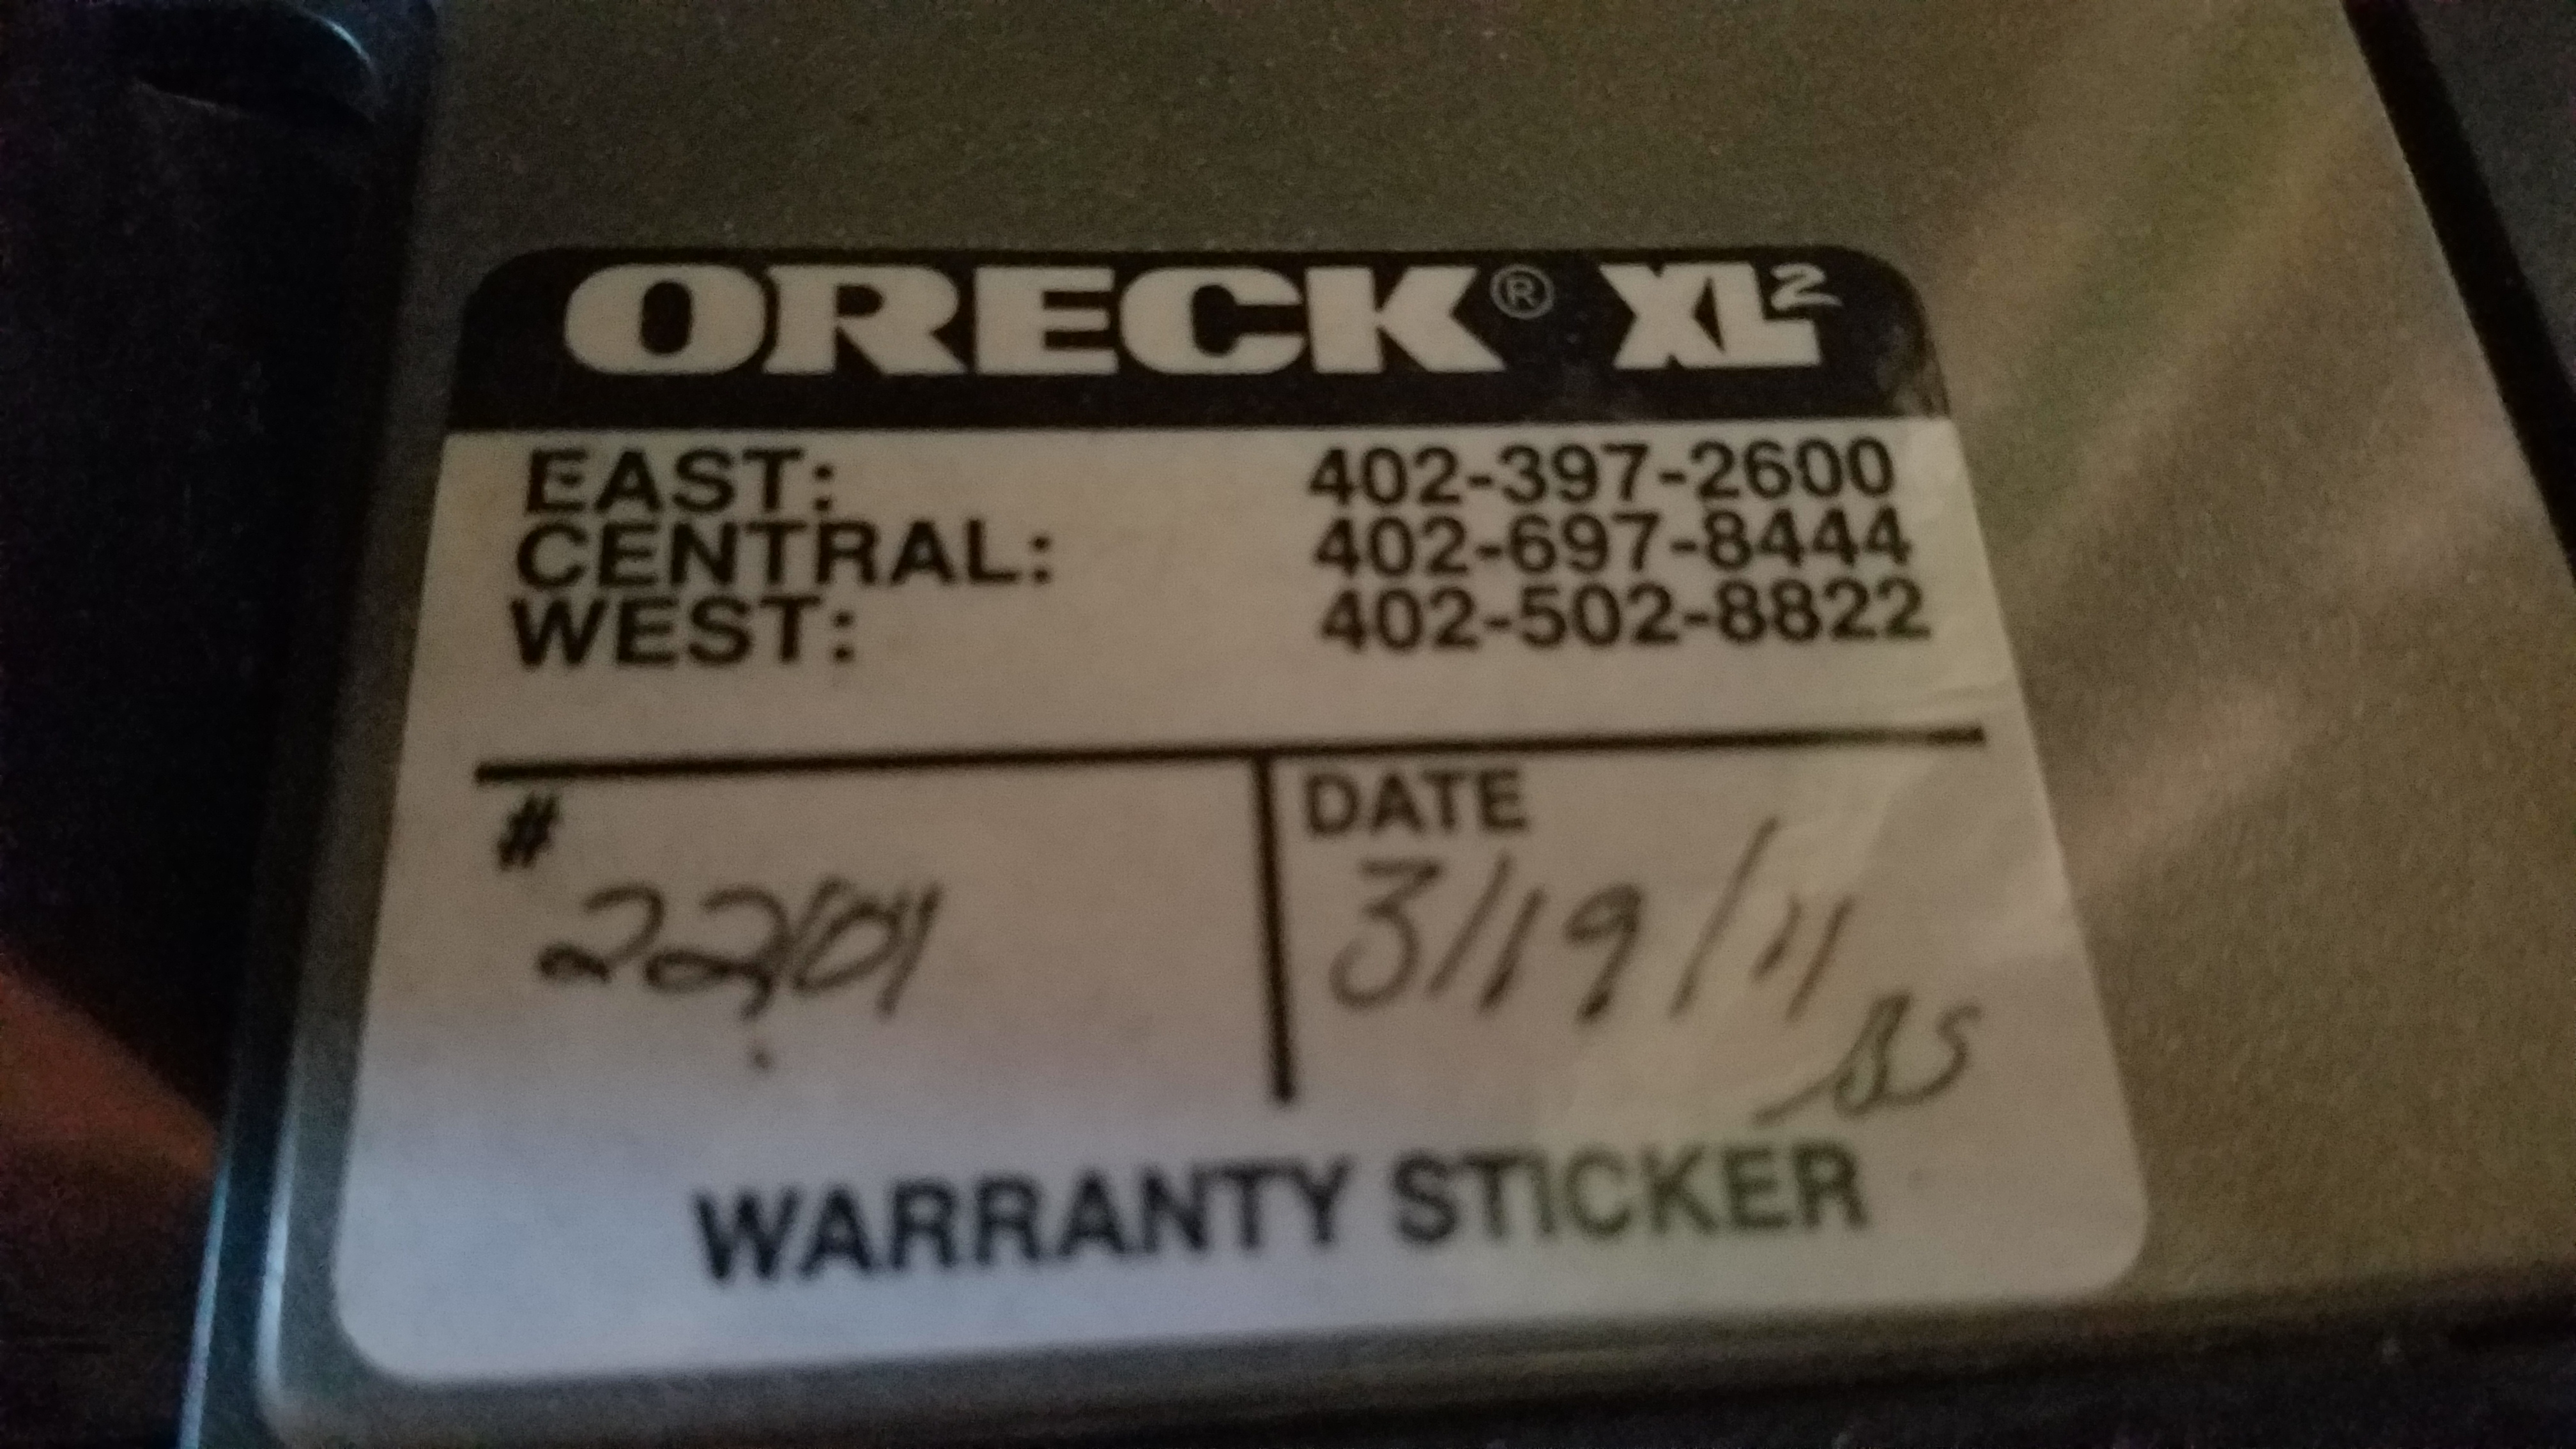 ORECK® XL²
EAST: 402-397-2600
CENTRAL: 402-697-8444
WEST: 402-502-8822
# DATE
3/19/11
BS
WARRANTY STICKER